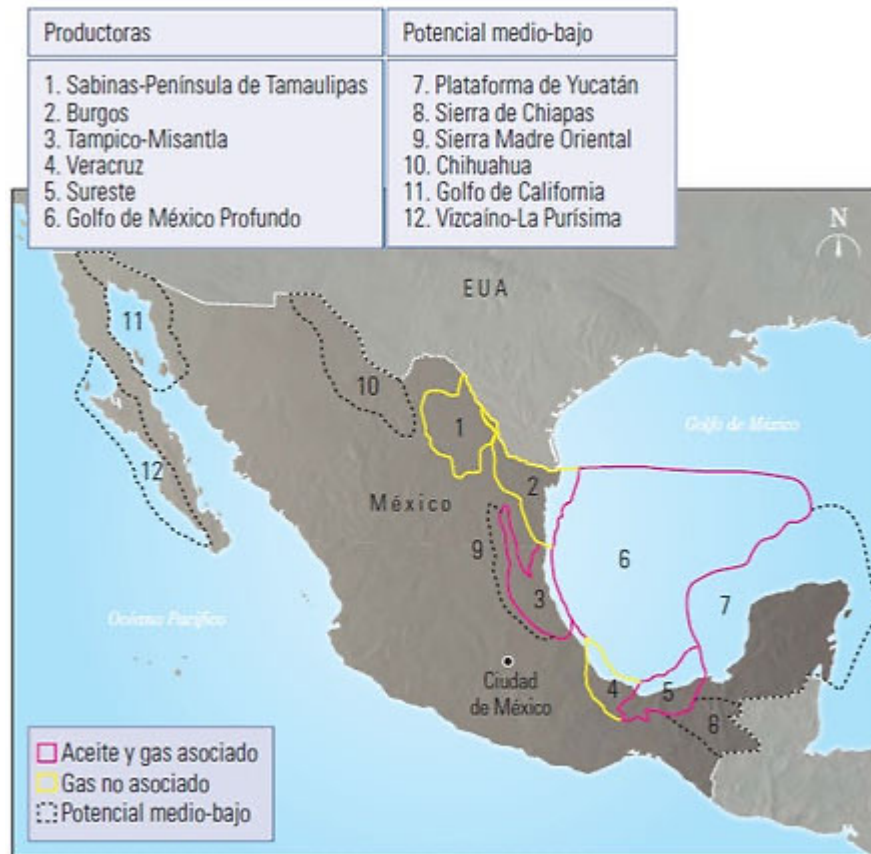 Productoras
1. Sabinas-Península de Tamaulipas
2. Burgos
3. Tampico-Misantla
4. Veracruz
5. Sureste
6. Golfo de México Profundo
Potencial medio-bajo
7. Plataforma de Yucatán
8. Sierra de Chiapas
9. Sierra Madre Oriental
10. Chihuahua
11. Golfo de California
12. Vizcaíno-La Purísima
N
EUA
11
10
1
Golfo de México
12
2
México
9
6
3
7
Océano Pacífico
Ciudad
de México
4
5
8
Aceite y gas asociado
Gas no asociado
Potencial medio-bajo